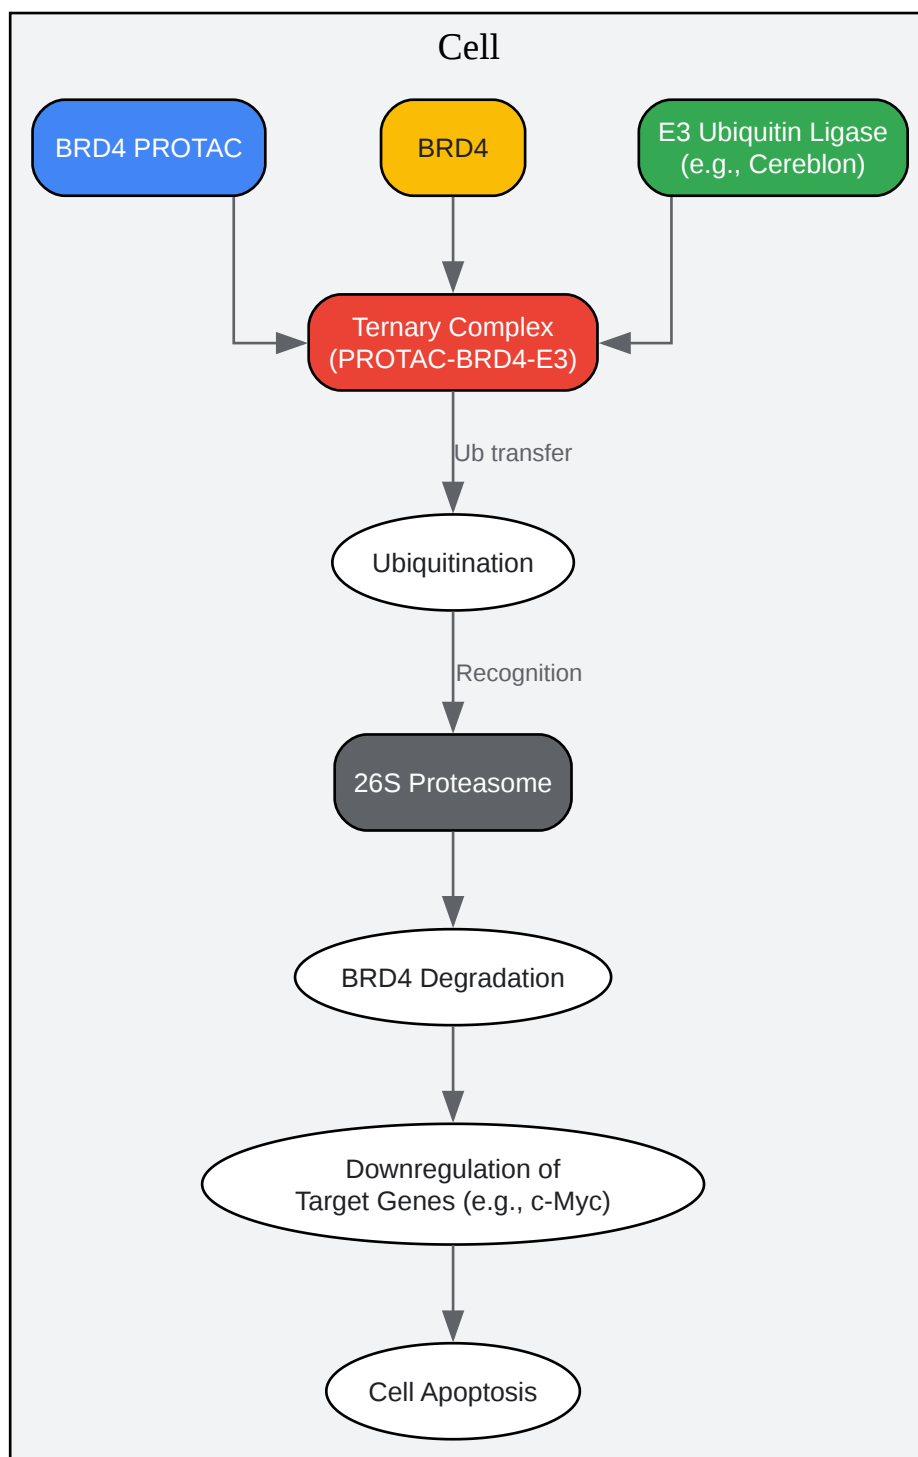 Cell
BRD4 PROTAC
BRD4
E3 Ubiquitin Ligase
(e.g., Cereblon)
Ternary Complex
(PROTAC-BRD4-E3)
Ub transfer
Ubiquitination
Recognition
26S Proteasome
BRD4 Degradation
Downregulation of
Target Genes (e.g., c-Myc)
Cell Apoptosis